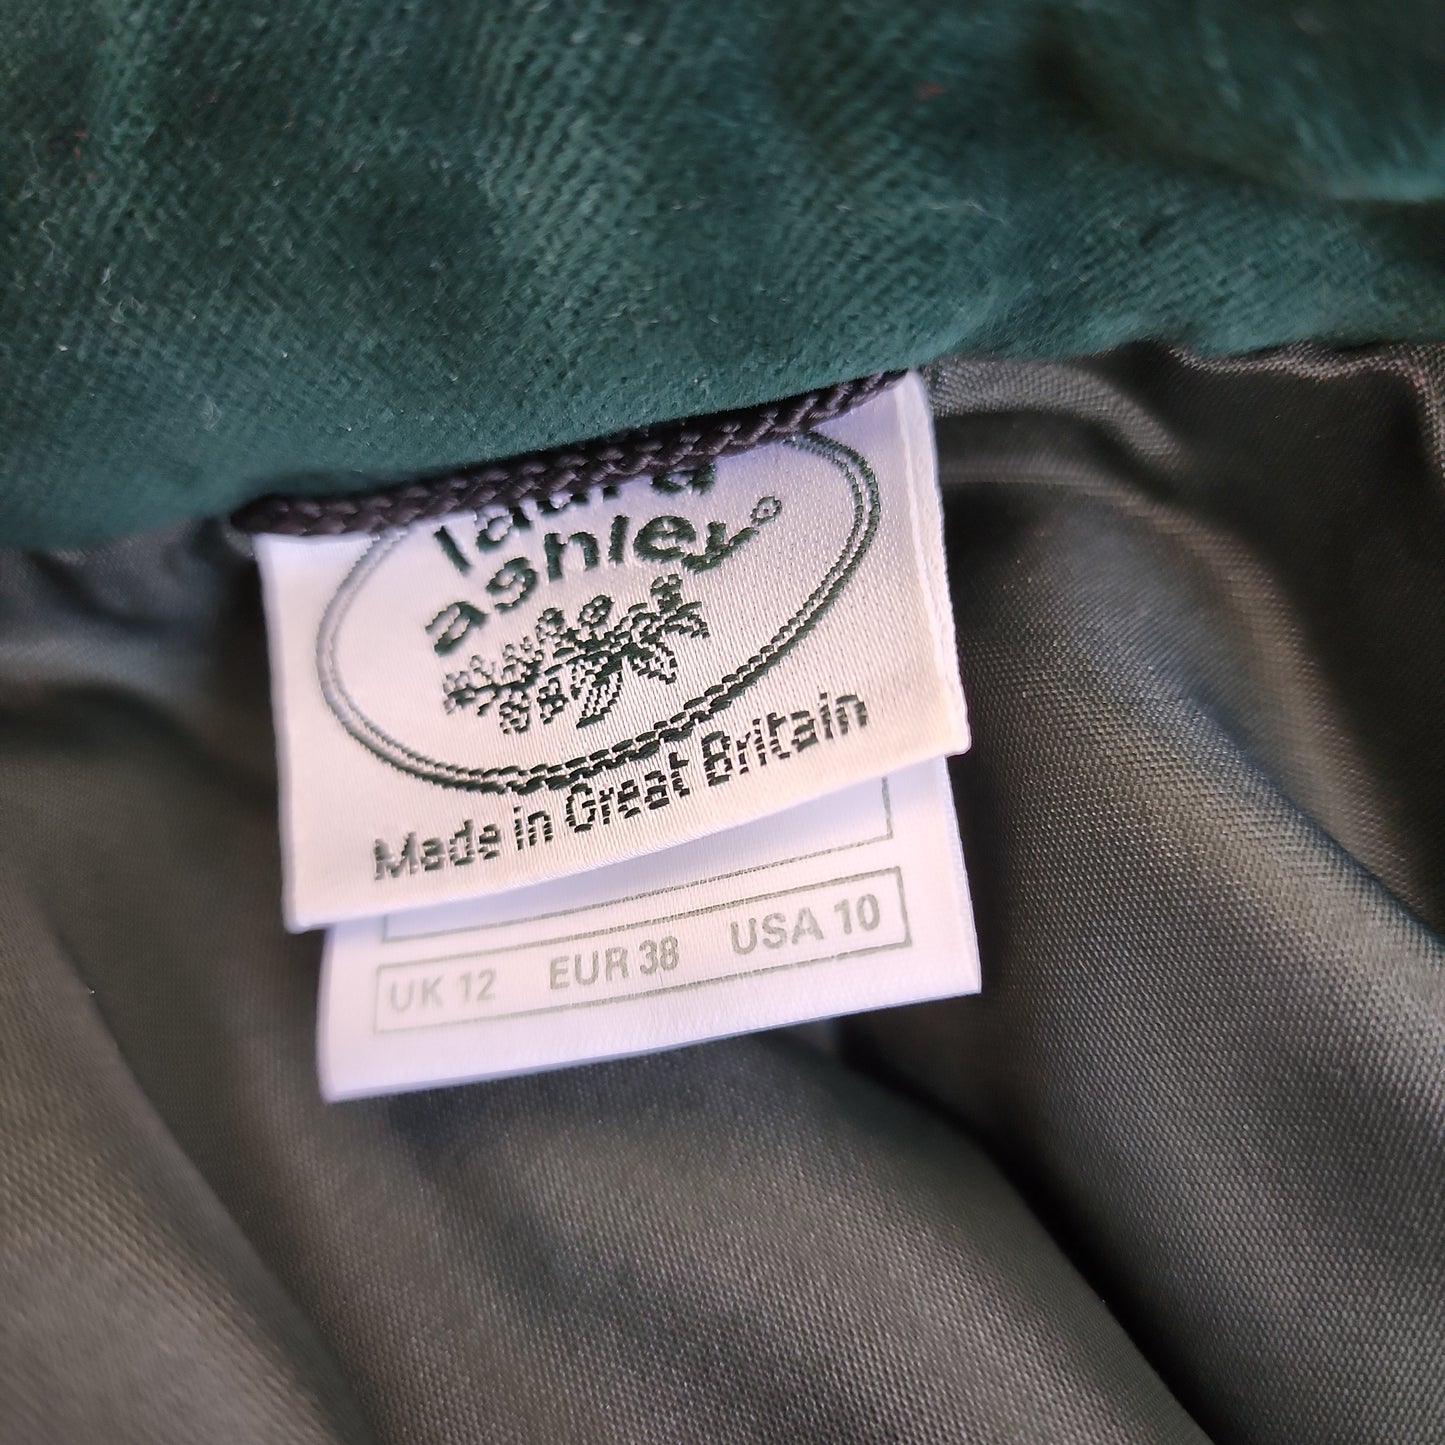 laura
ashley®
Made in Great Britain
UK 12 EUR 38 USA 10